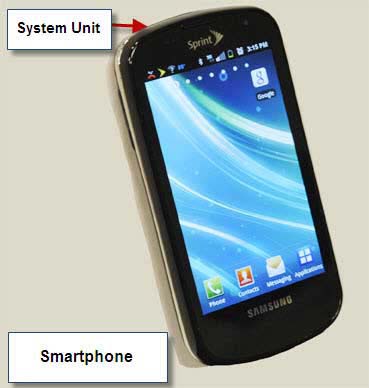 System Unit
Sprint
3:15 PM
Google
Phone
Contacts
Messaging
Applications
SAMSUNG
Smartphone